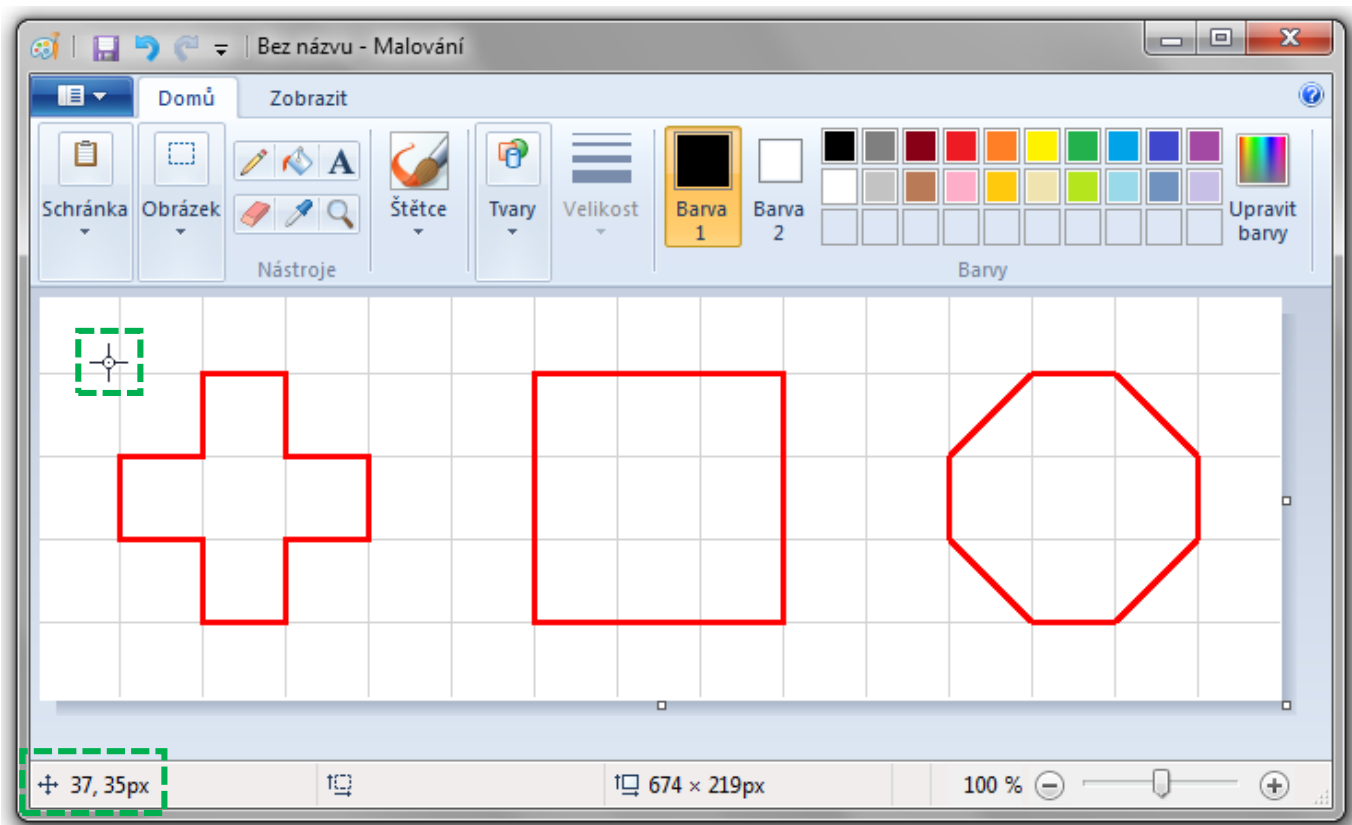 Bez názvu - Malování
Domů Zobrazit
Schránka Obrázek A Štětce Tvary Velikost Barva 1 Barva 2 Upravit barvy
Nástroje Barvy
37, 35px 674 × 219px 100 %